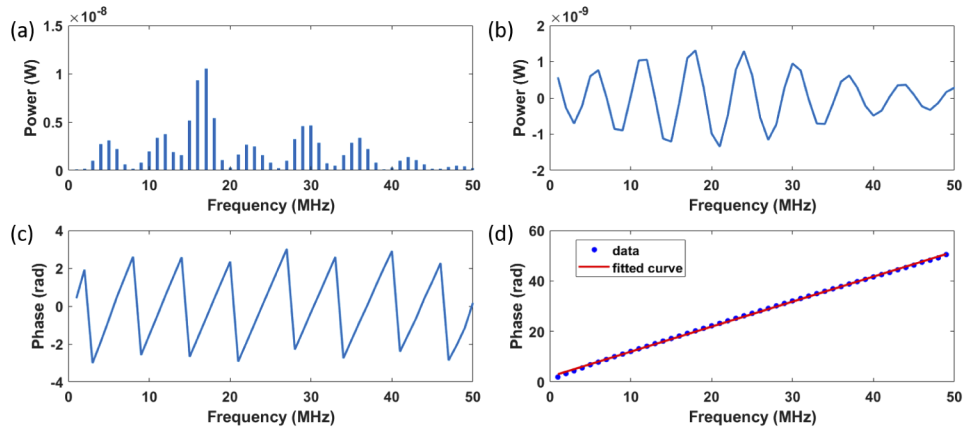 (a)
×10⁻⁸
1.5
1
0.5
0
Power (W)
0 10 20 30 40 50
Frequency (MHz)
(b)
×10⁻⁹
2
1
0
-1
-2
Power (W)
0 10 20 30 40 50
Frequency (MHz)
(c)
4
2
0
-2
-4
Phase (rad)
0 10 20 30 40 50
Frequency (MHz)
(d)
60
40
20
0
Phase (rad)
data
fitted curve
0 10 20 30 40 50
Frequency (MHz)